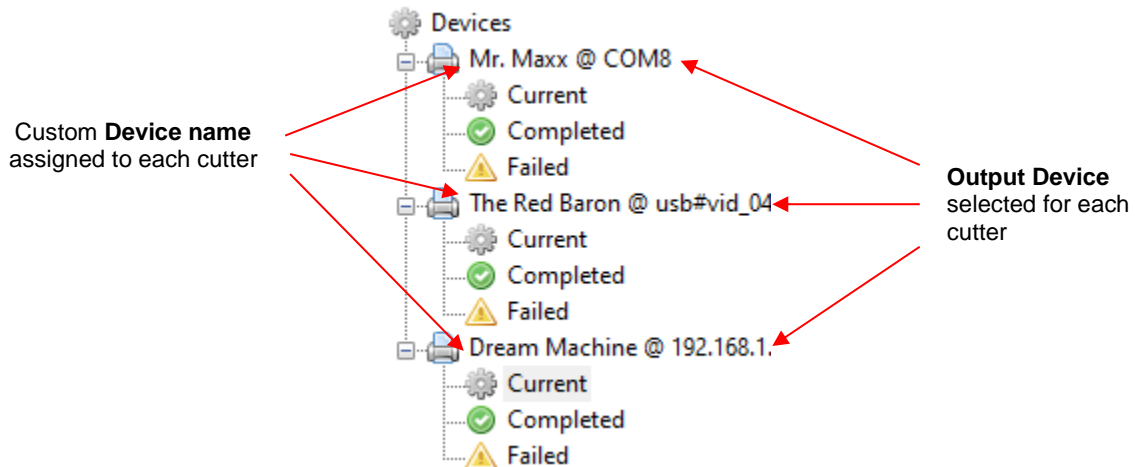 Devices
Mr. Maxx @ COM8
Current
Completed
Failed
The Red Baron @ usb#vid_04
Current
Completed
Failed
Dream Machine @ 192.168.1.
Current
Completed
Failed
Custom Device name
assigned to each cutter
Output Device
selected for each
cutter